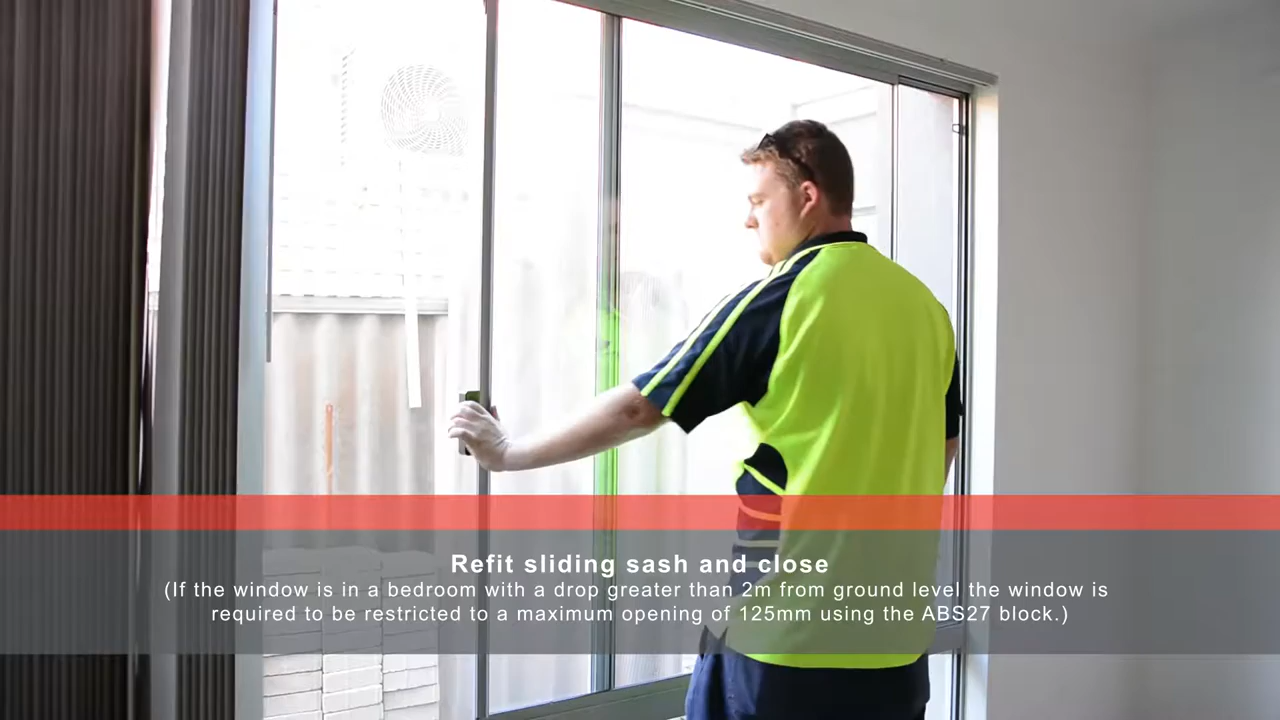 Refit sliding sash and close
(If the window is in a bedroom with a drop greater than 2m from ground level the window is
required to be restricted to a maximum opening of 125mm using the ABS27 block.)